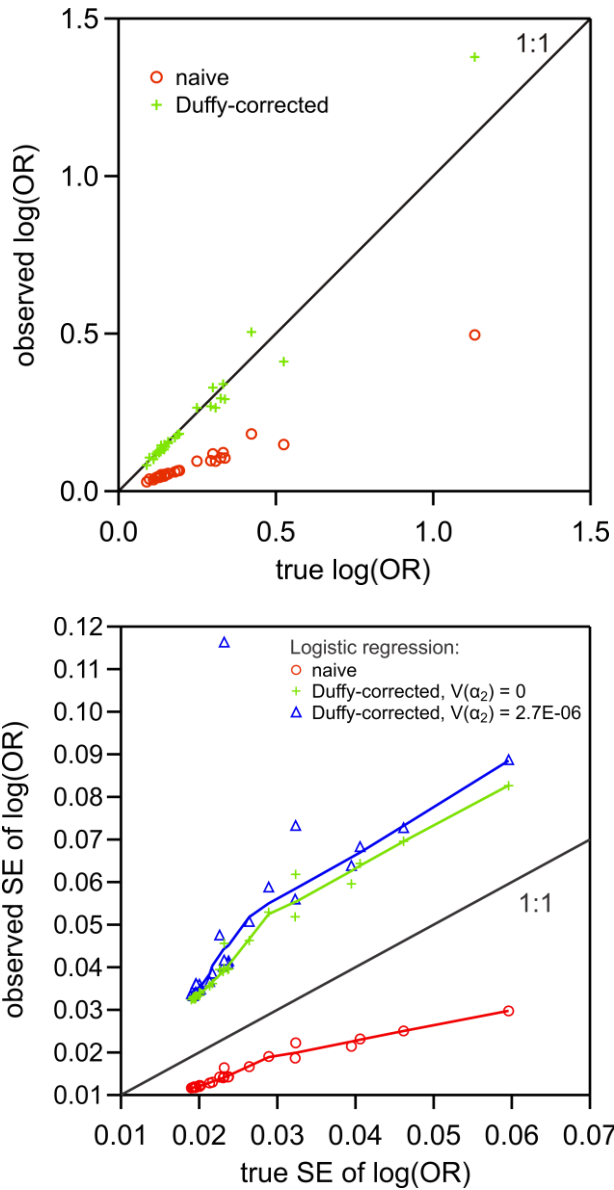 1.5
1.0
0.5
0.0
observed log(OR)
1:1
naive
Duffy-corrected
0.0 0.5 1.0 1.5
true log(OR)
0.12
0.11
0.10
0.09
0.08
0.07
0.06
0.05
0.04
0.03
0.02
0.01
observed SE of log(OR)
Logistic regression:
naive
Duffy-corrected, V(α₂) = 0
Duffy-corrected, V(α₂) = 2.7E-06
1:1
0.01 0.02 0.03 0.04 0.05 0.06 0.07
true SE of log(OR)